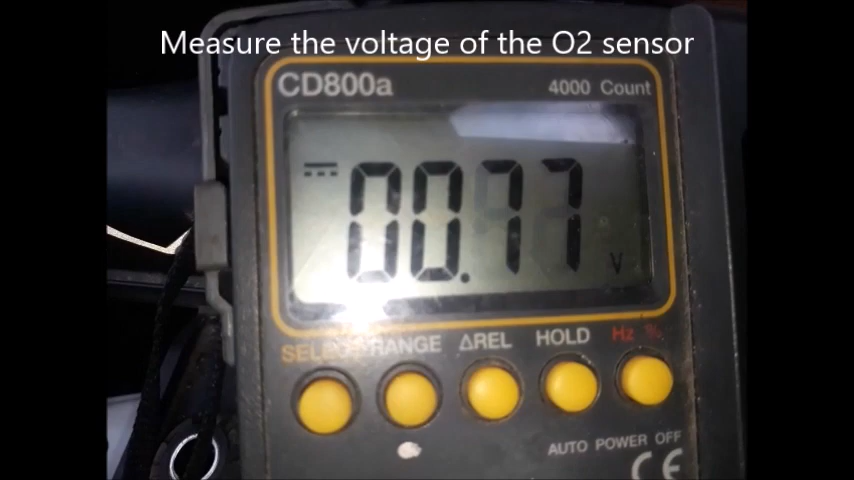 Measure the voltage of the O2 sensor
CD800a 4000 Count
00.77 V
SELECT RANGE ΔREL HOLD Hz %
AUTO POWER OFF
CE